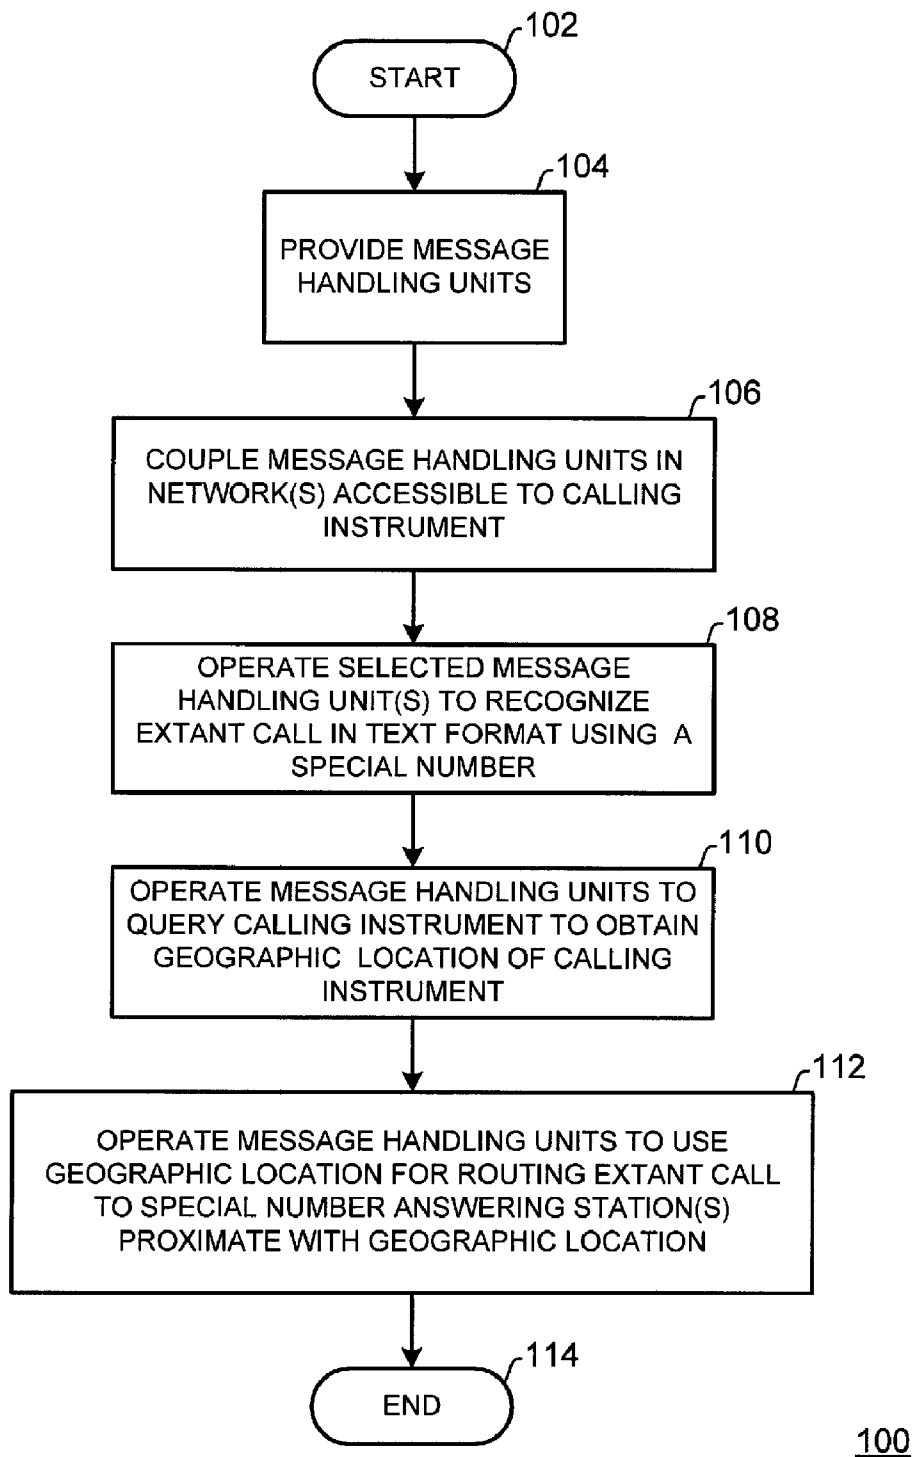 102
START
104
PROVIDE MESSAGE
HANDLING UNITS
106
COUPLE MESSAGE HANDLING UNITS IN
NETWORK(S) ACCESSIBLE TO CALLING
INSTRUMENT
108
OPERATE SELECTED MESSAGE
HANDLING UNIT(S) TO RECOGNIZE
EXTANT CALL IN TEXT FORMAT USING A
SPECIAL NUMBER
110
OPERATE MESSAGE HANDLING UNITS TO
QUERY CALLING INSTRUMENT TO OBTAIN
GEOGRAPHIC LOCATION OF CALLING
INSTRUMENT
112
OPERATE MESSAGE HANDLING UNITS TO USE
GEOGRAPHIC LOCATION FOR ROUTING EXTANT CALL
TO SPECIAL NUMBER ANSWERING STATION(S)
PROXIMATE WITH GEOGRAPHIC LOCATION
114
END
100